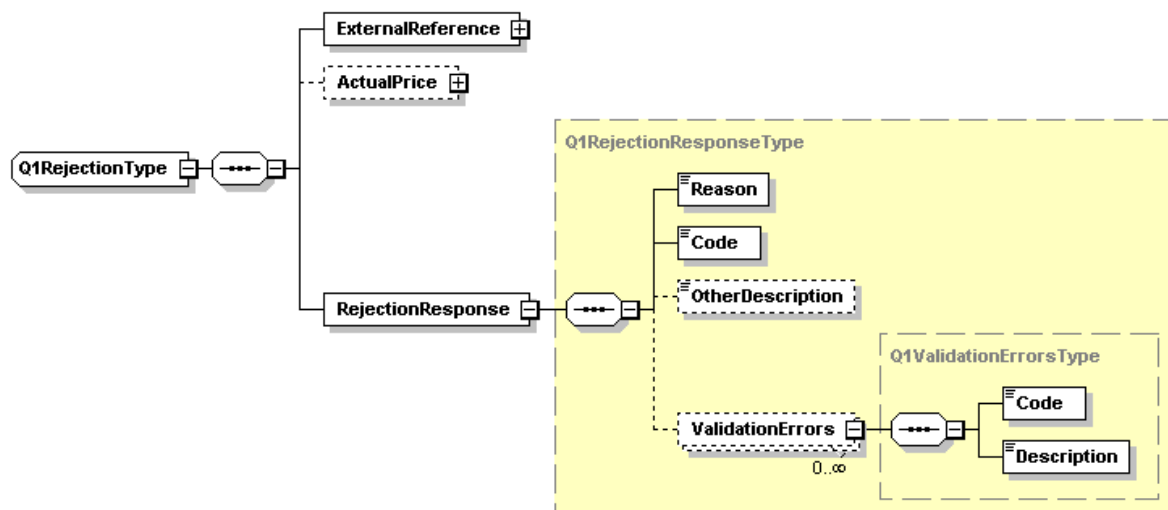 ExternalReference
ActualPrice
Q1RejectionResponseType
Q1RejectionType
Reason
Code
OtherDescription
RejectionResponse
Q1ValidationErrorsType
Code
ValidationErrors
Description
0..∞